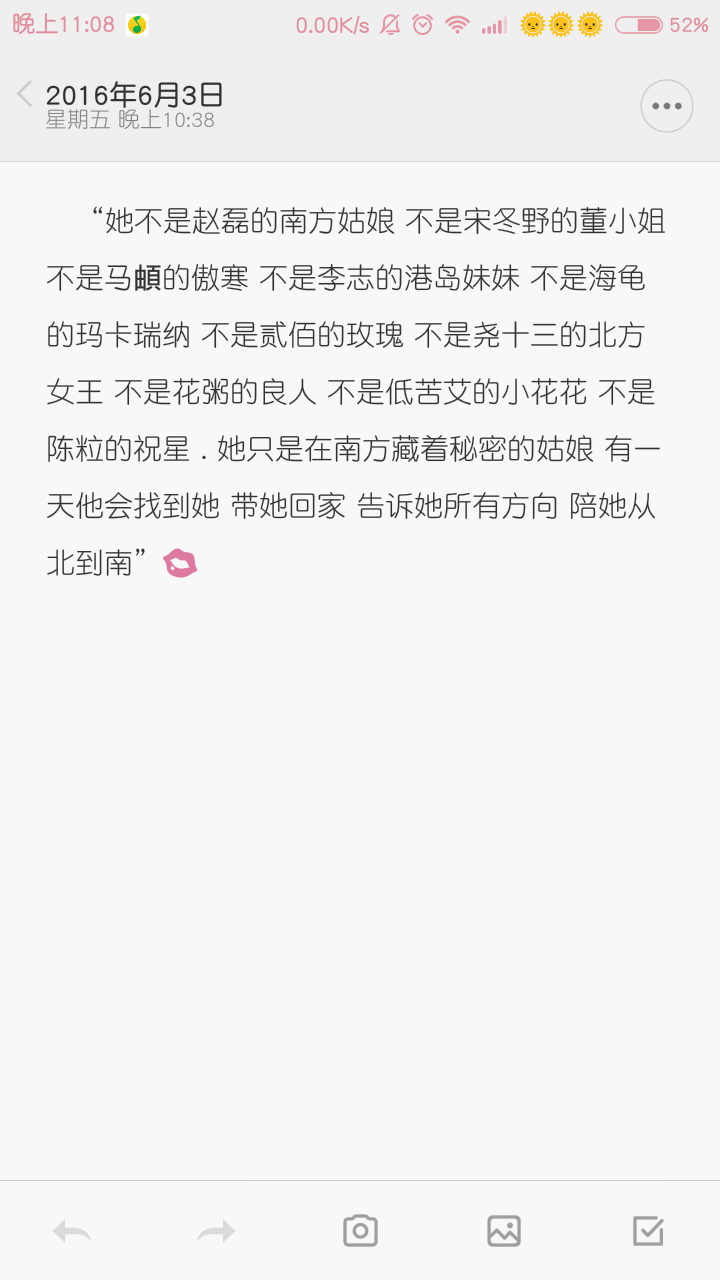 晚上11:08
0.00K/s
52%
2016年6月3日
星期五 晚上10:38
“她不是赵磊的南方姑娘 不是宋冬野的董小姐
不是马頔的傲寒 不是李志的港岛妹妹 不是海龟
的玛卡瑞纳 不是贰佰的玫瑰 不是尧十三的北方
女王 不是花粥的良人 不是低苦艾的小花花 不是
陈粒的祝星 . 她只是在南方藏着秘密的姑娘 有一
天他会找到她 带她回家 告诉她所有方向 陪她从
北到南”